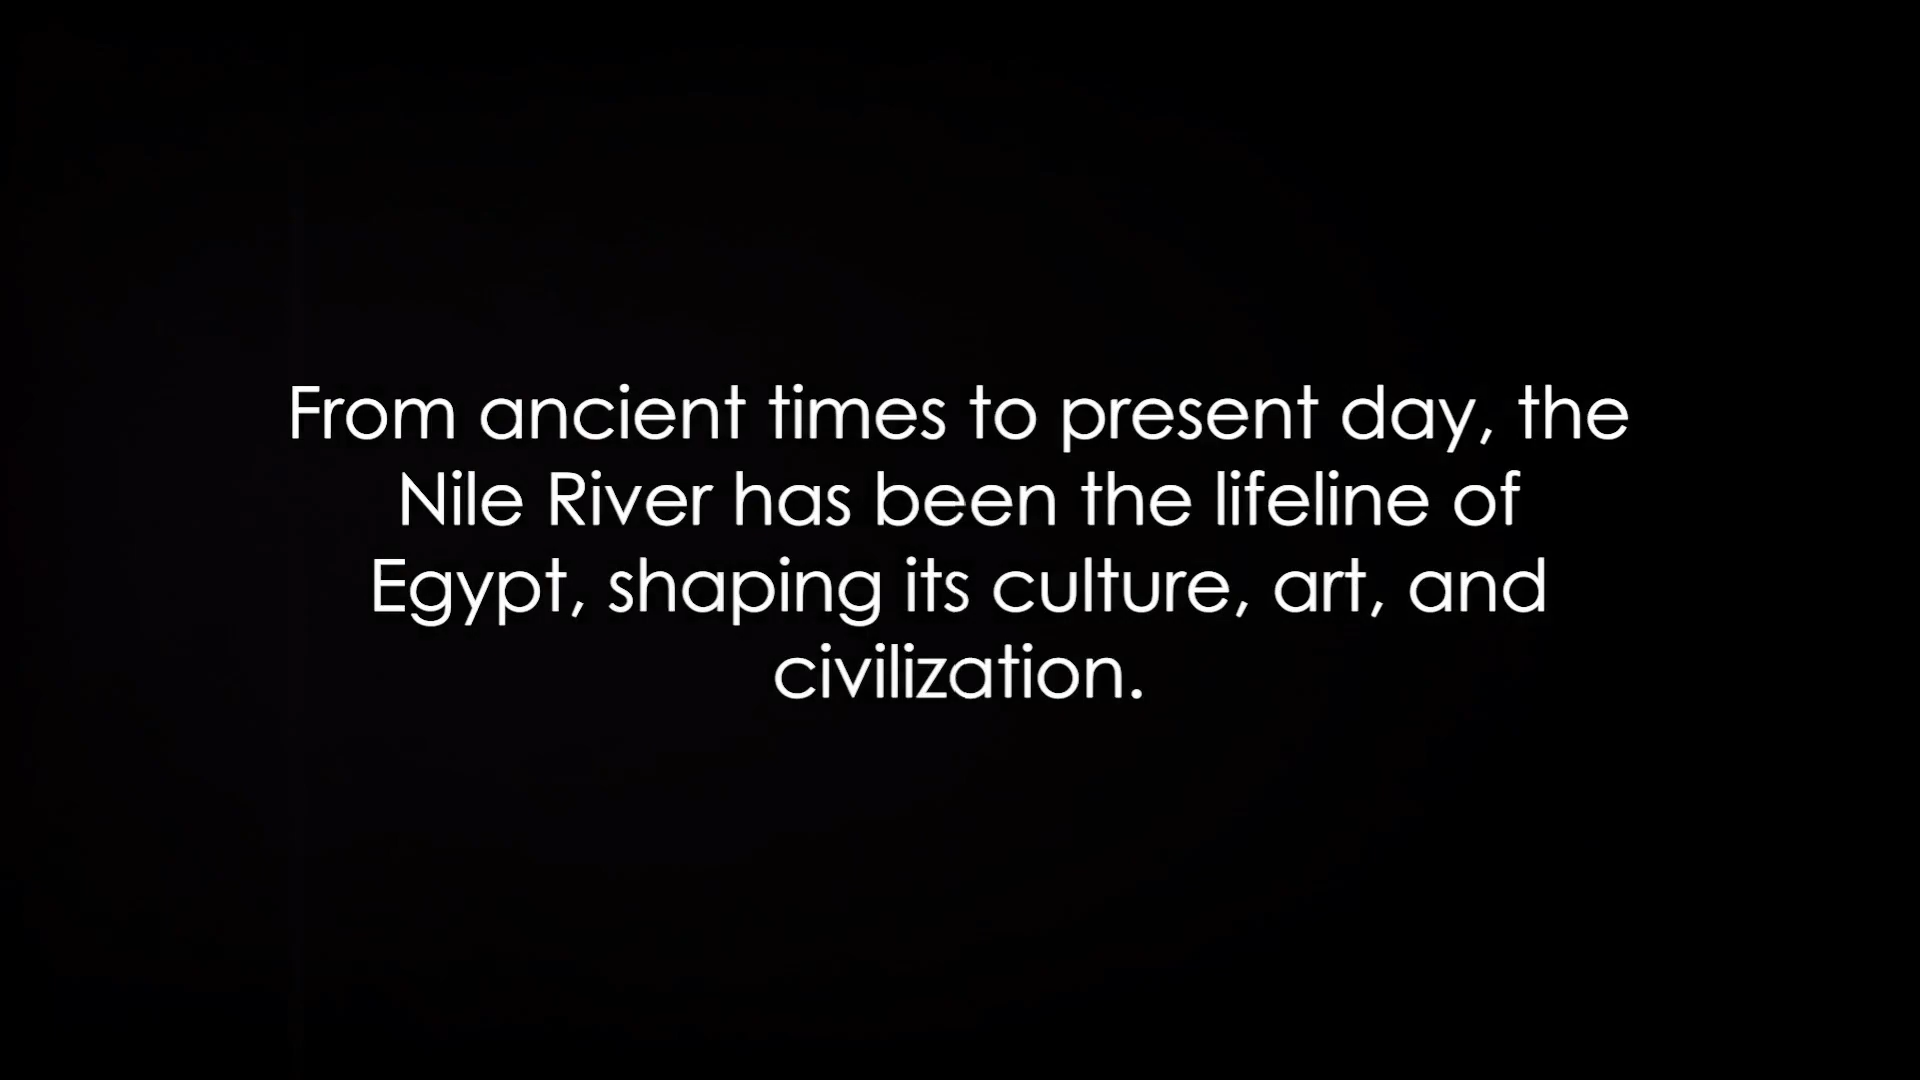 From ancient times to present day, the
Nile River has been the lifeline of
Egypt, shaping its culture, art, and
civilization.